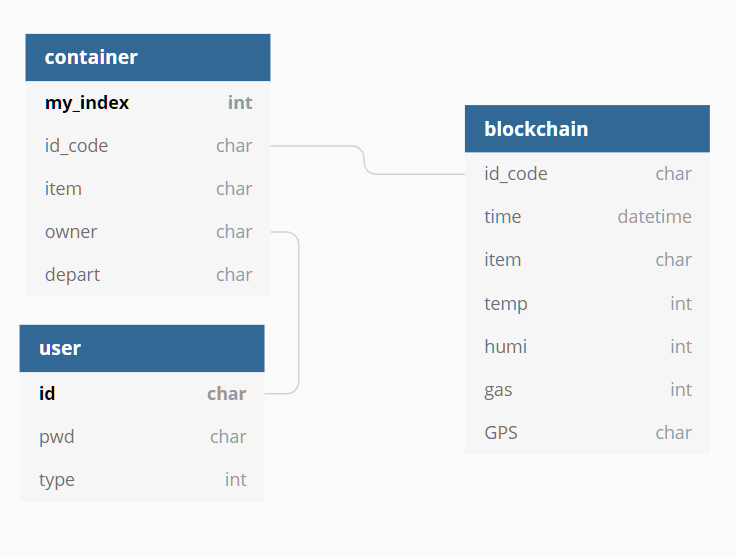 container
my_index int
id_code char
item char
owner char
depart char
user
id char
pwd char
type int
blockchain
id_code char
time datetime
item char
temp int
humi int
gas int
GPS char